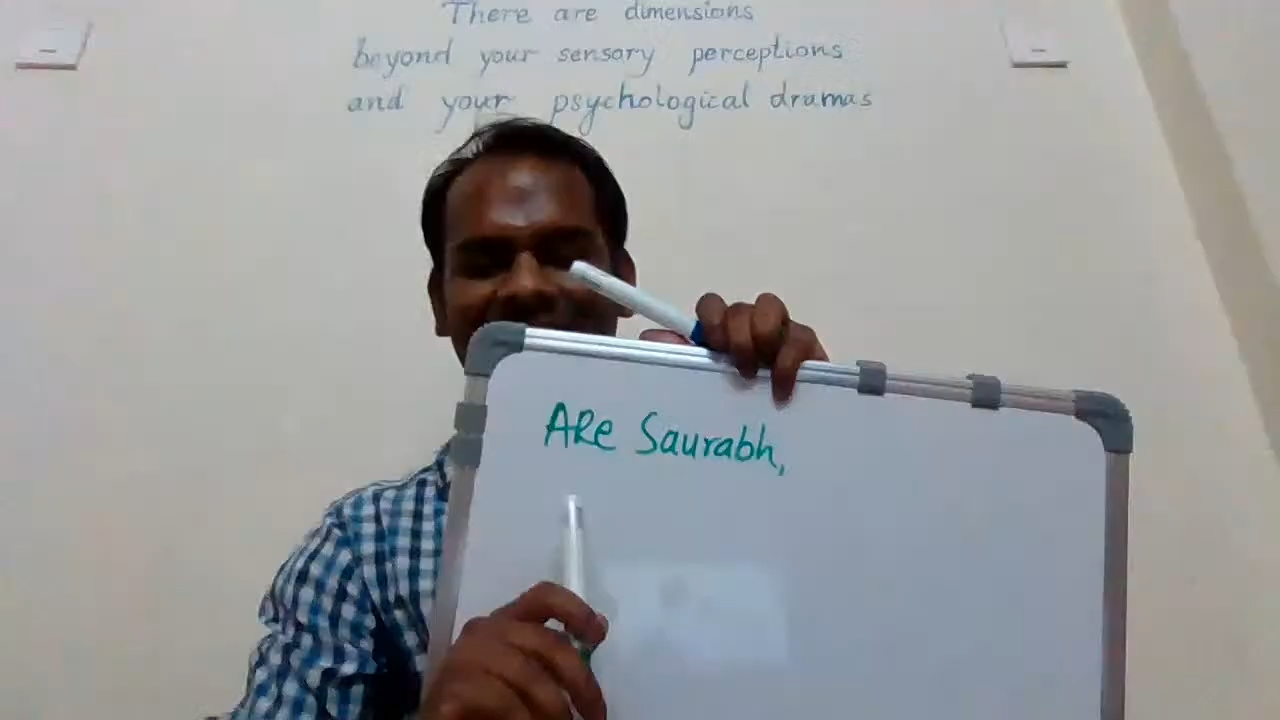 There are dimensions
beyond your sensory perceptions
and your psychological dramas
ARe Saurabh,